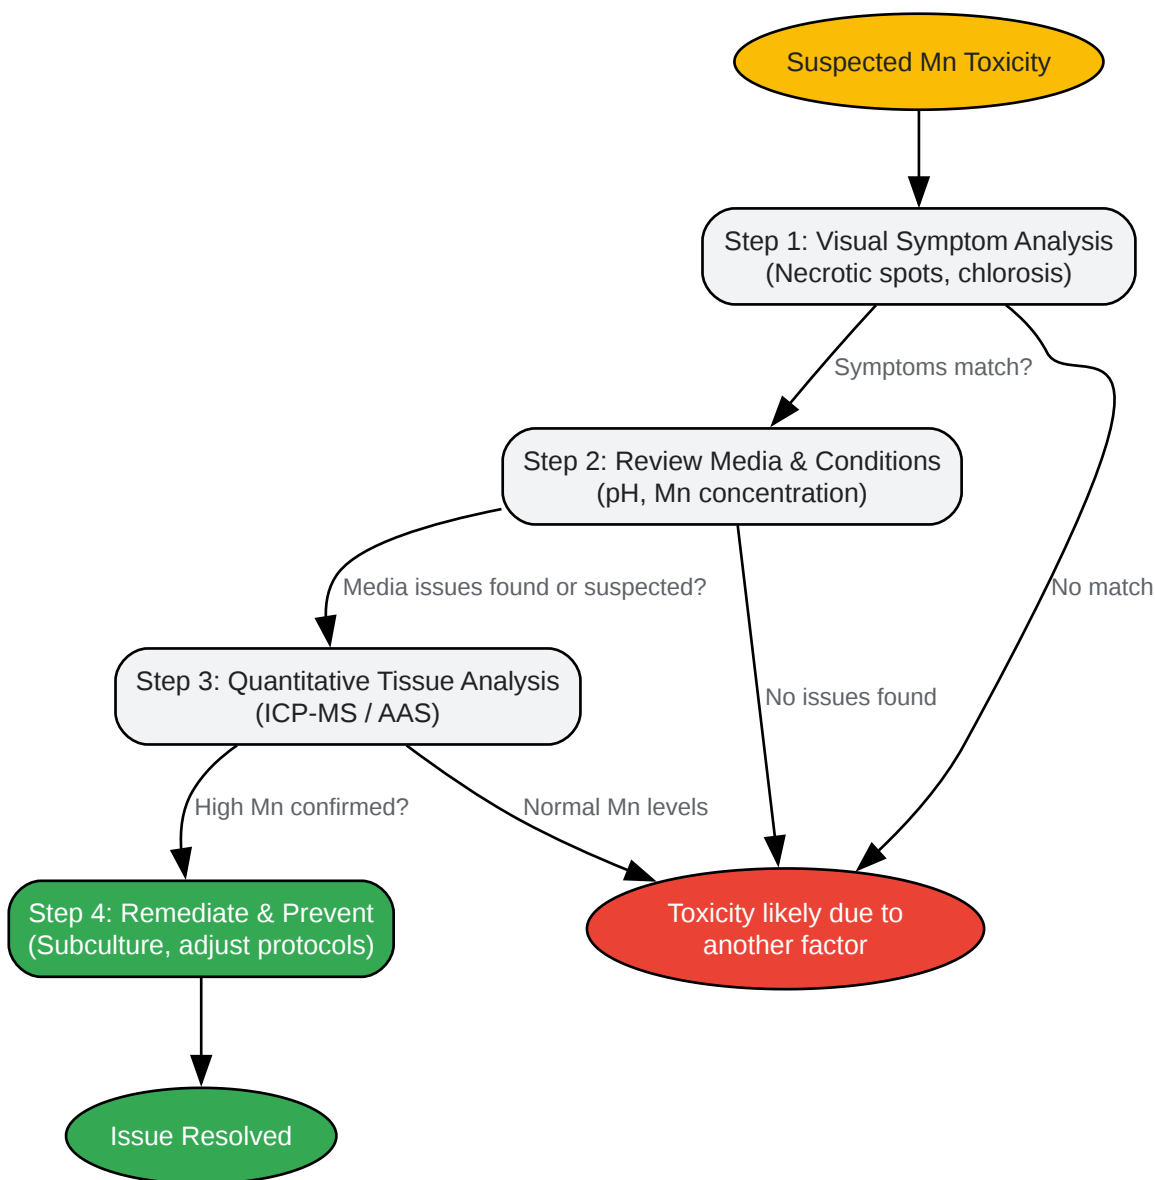 Suspected Mn Toxicity
Step 1: Visual Symptom Analysis
(Necrotic spots, chlorosis)
Symptoms match?
Step 2: Review Media & Conditions
(pH, Mn concentration)
Media issues found or suspected?
No match
Step 3: Quantitative Tissue Analysis
(ICP-MS / AAS)
No issues found
High Mn confirmed?
Normal Mn levels
Step 4: Remediate & Prevent
(Subculture, adjust protocols)
Toxicity likely due to
another factor
Issue Resolved